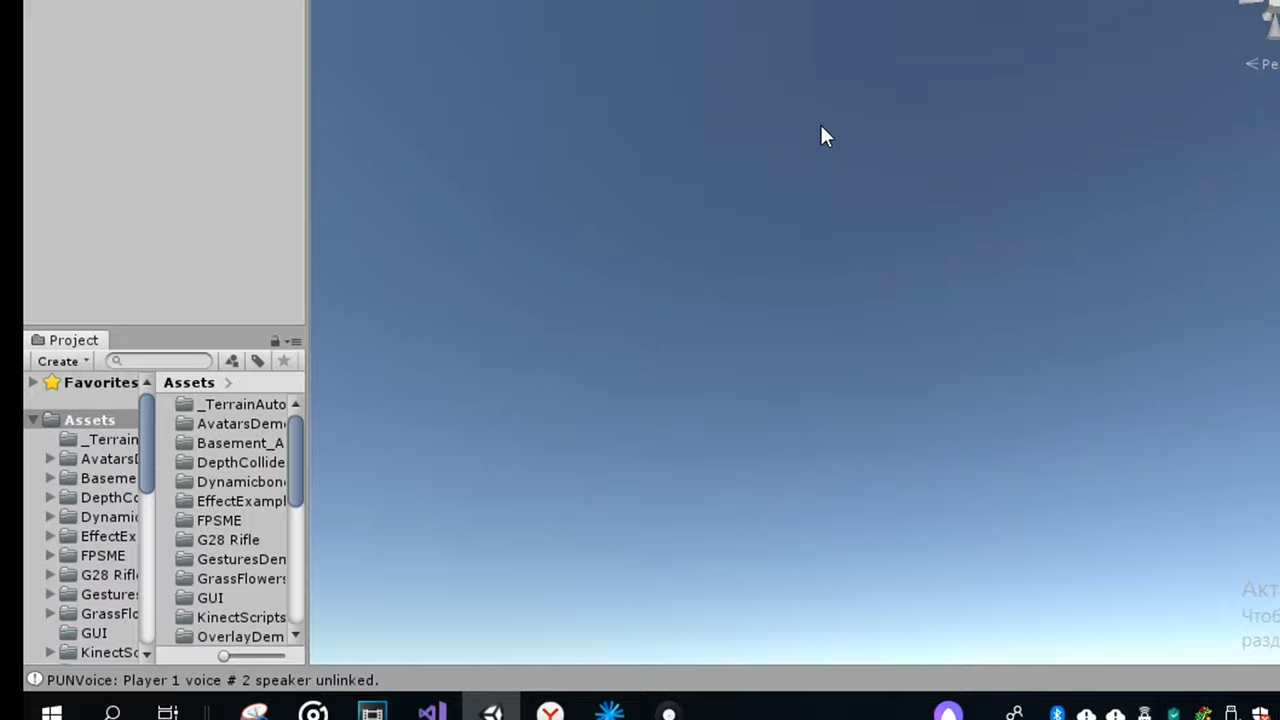 Pe
Project
Create
Favorites
Assets
_Terrain
AvatarsD
Baseme
DepthCo
Dynamic
EffectEx
FPSME
G28 Rifl
Gestures
GrassFlo
GUI
KinectSc
Assets
_TerrainAuto
AvatarsDem
Basement_A
DepthCollide
Dynamicbon
EffectExampl
FPSME
G28 Rifle
GesturesDen
GrassFlowers
GUI
KinectScripts
OverlayDem
Акт
Чтоб
разд
PUNVoice: Player 1 voice # 2 speaker unlinked.